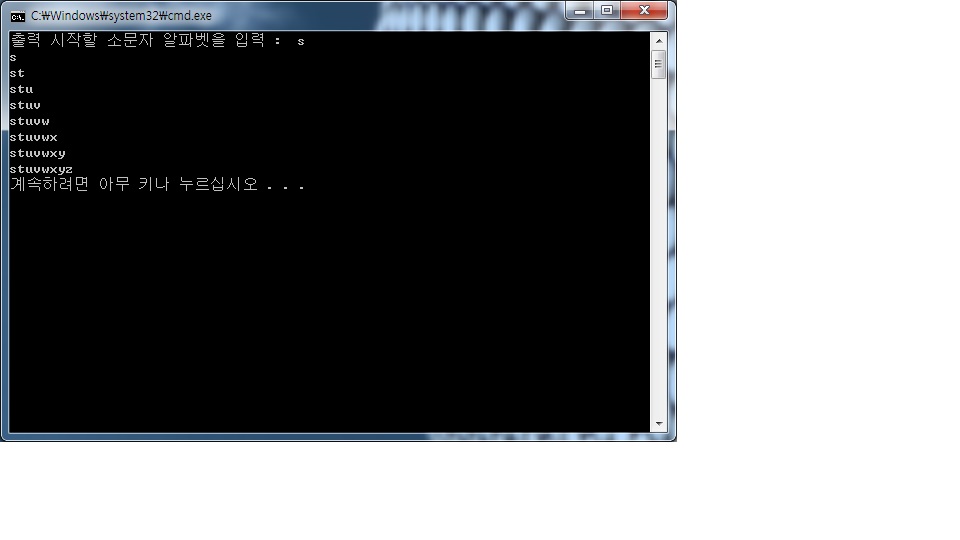 C:\Windows\system32\cmd.exe
출력 시작할 소문자 알파벳을 입력 :  s
s
st
stu
stuv
stuvw
stuvwx
stuvwxy
stuvwxyz
계속하려면 아무 키나 누르십시오 . . .